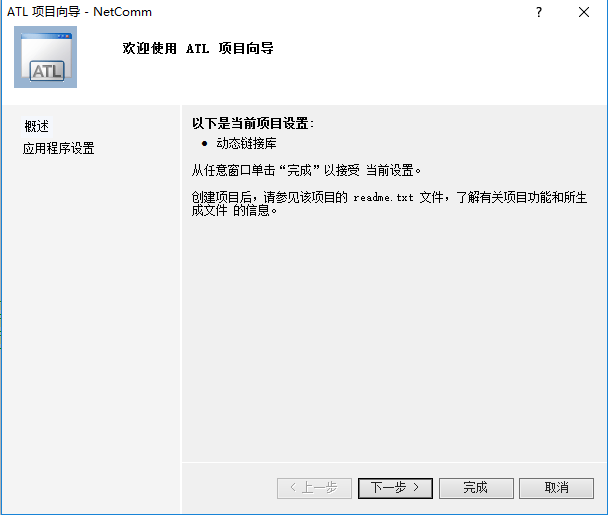 ATL 项目向导 - NetComm
?
ATL
欢迎使用 ATL 项目向导
概述
应用程序设置
以下是当前项目设置:
• 动态链接库
从任意窗口单击“完成”以接受 当前设置。
创建项目后，请参见该项目的 readme.txt 文件，了解有关项目功能和所生
成文件 的信息。
< 上一步
下一步 >
完成
取消